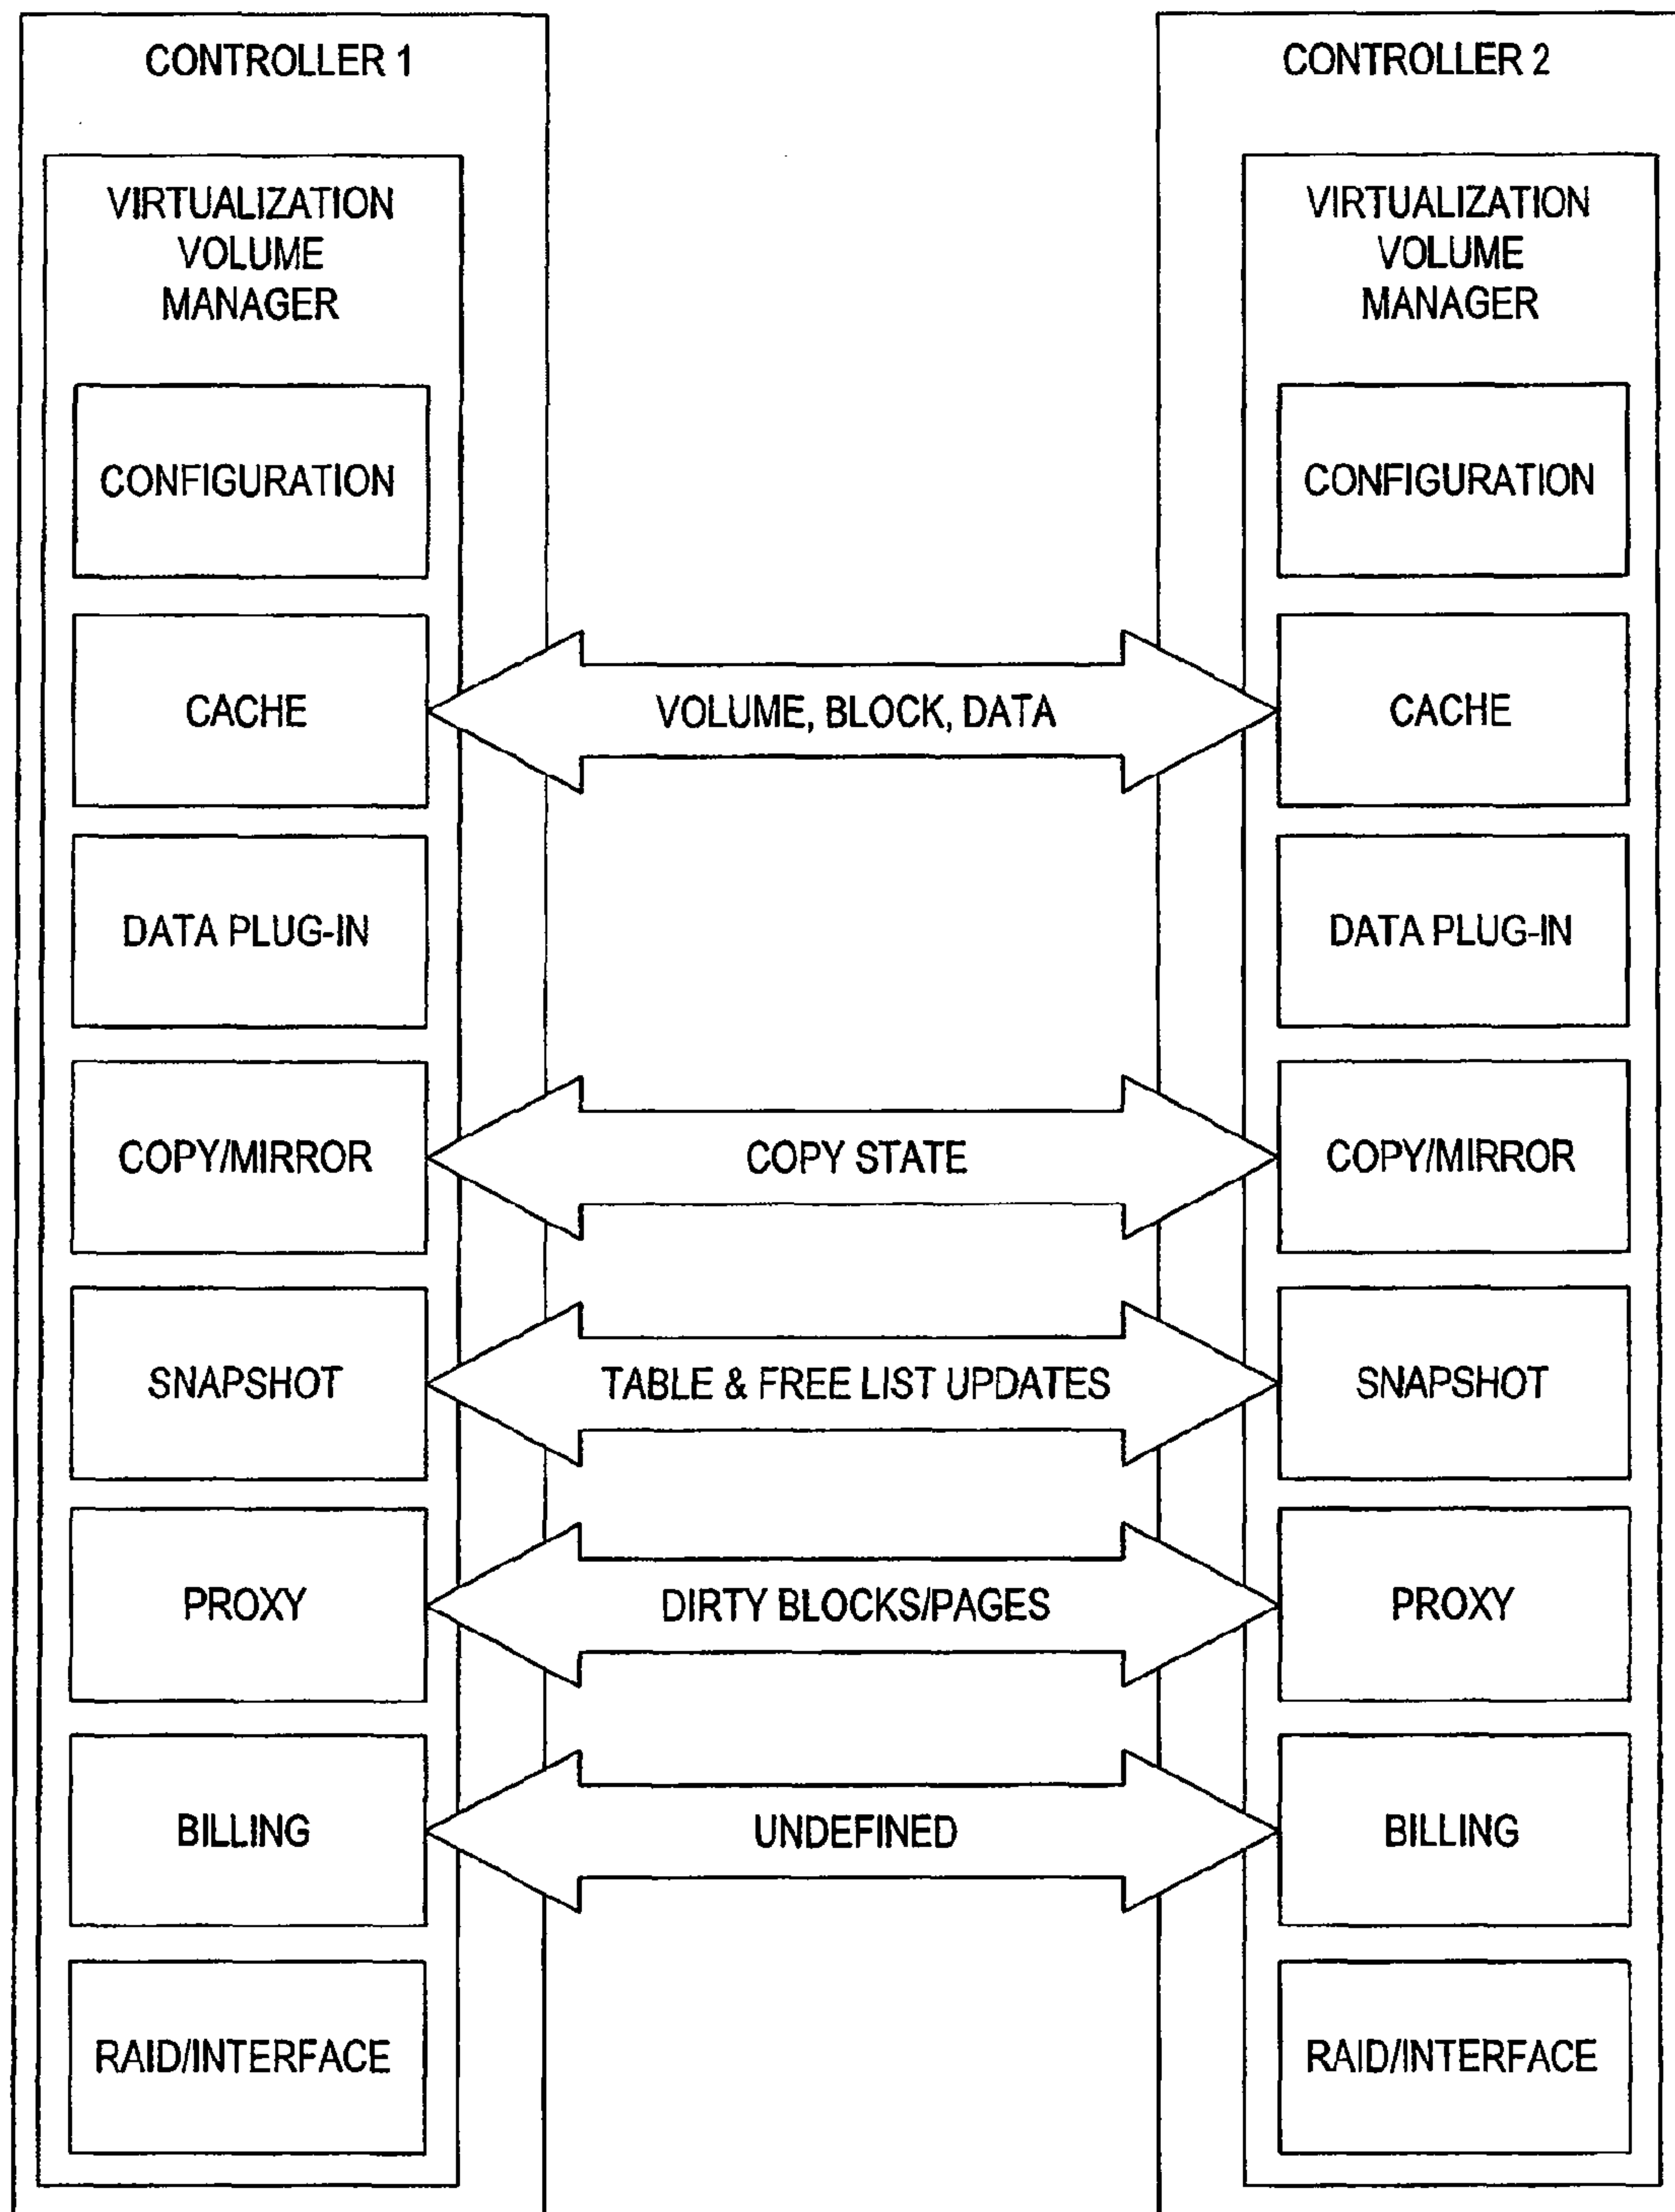 CONTROLLER 1
CONTROLLER 2
VIRTUALIZATION
VOLUME
MANAGER
VIRTUALIZATION
VOLUME
MANAGER
CONFIGURATION
CONFIGURATION
CACHE
VOLUME, BLOCK, DATA
CACHE
DATA PLUG-IN
DATA PLUG-IN
COPY/MIRROR
COPY STATE
COPY/MIRROR
SNAPSHOT
TABLE & FREE LIST UPDATES
SNAPSHOT
PROXY
DIRTY BLOCKS/PAGES
PROXY
BILLING
UNDEFINED
BILLING
RAID/INTERFACE
RAID/INTERFACE